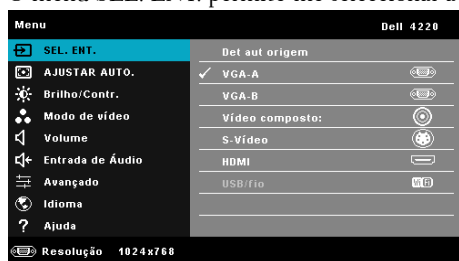 Menu Dell 4220
SEL. ENT. Det aut origem
AJUSTAR AUTO. VGA-A
Brilho/Contr. VGA-B
Modo de vídeo Vídeo composto:
Volume S-Vídeo
Entrada de Áudio HDMI
Avançado USB/fio
Idioma
? Ajuda
Resolução 1024x768